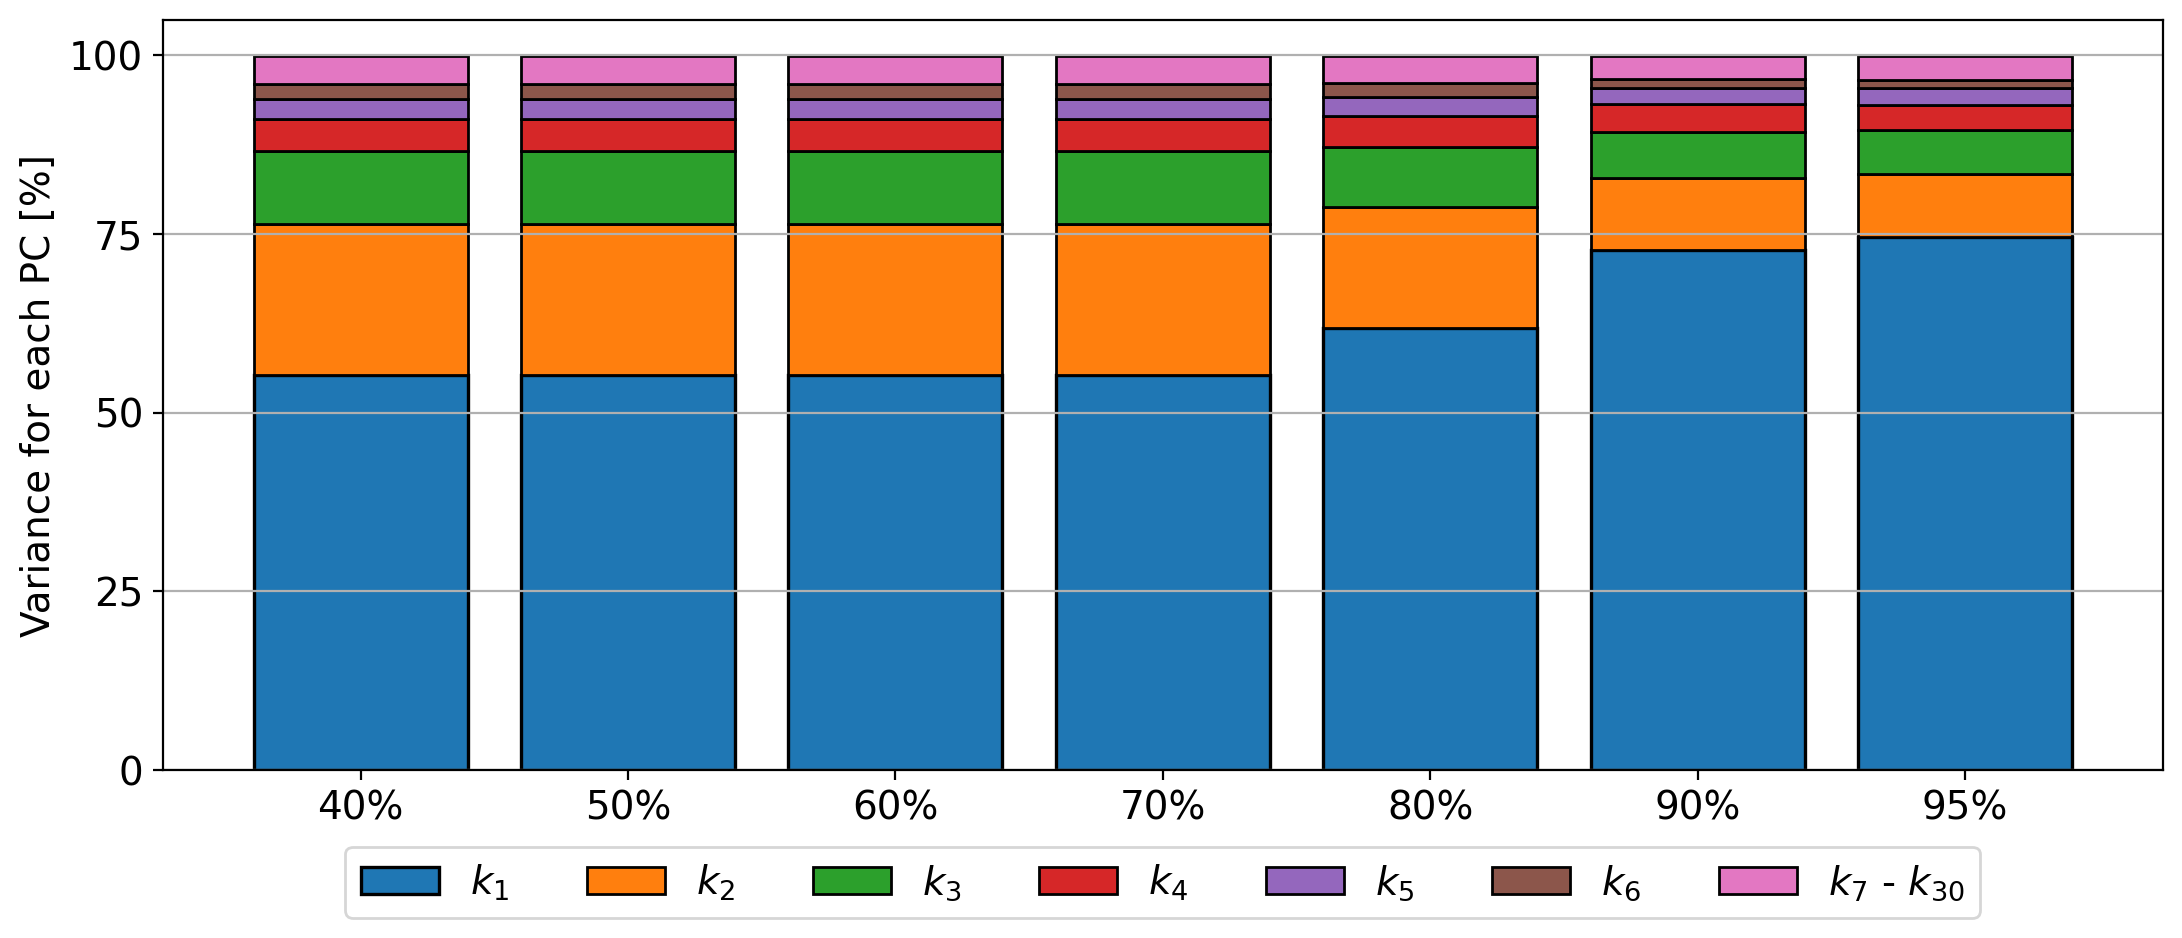 Variance for each PC [%]
100
75
50
25
0
40% 50% 60% 70% 80% 90% 95%
k₁ k₂ k₃ k₄ k₅ k₆ k₇ - k₃₀